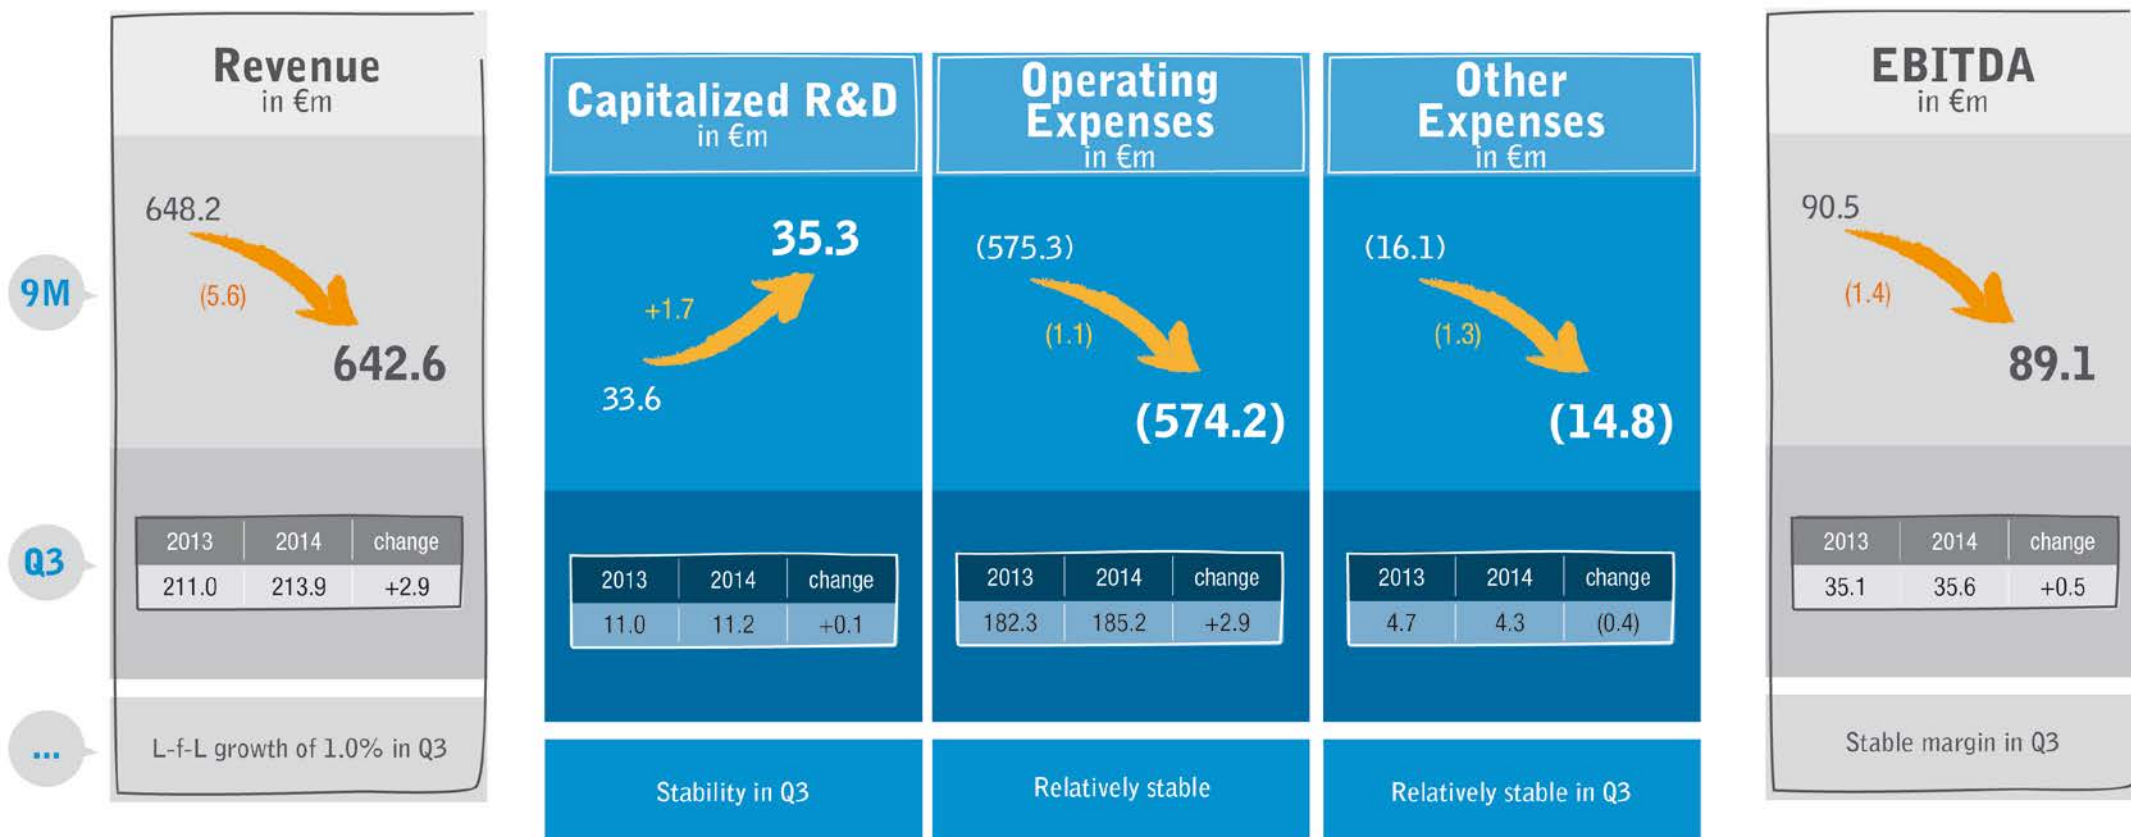 Revenue
in €m
Capitalized R&D
in €m
Operating
Expenses
in €m
Other
Expenses
in €m
EBITDA
in €m
9M
648.2
(5.6)
642.6
35.3
+1.7
33.6
(575.3)
(1.1)
(574.2)
(16.1)
(1.3)
(14.8)
90.5
(1.4)
89.1
Q3
2013 2014 change
211.0 213.9 +2.9
2013 2014 change
11.0 11.2 +0.1
2013 2014 change
182.3 185.2 +2.9
2013 2014 change
4.7 4.3 (0.4)
2013 2014 change
35.1 35.6 +0.5
...
L-f-L growth of 1.0% in Q3
Stability in Q3
Relatively stable
Relatively stable in Q3
Stable margin in Q3